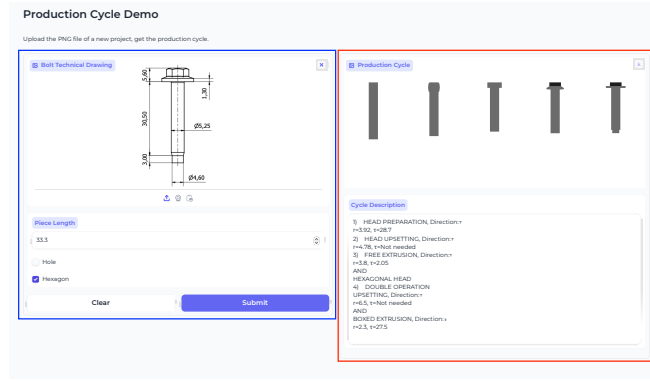 Production Cycle Demo
Upload the PNG file of a new project, get the production cycle.
Bolt Technical Drawing
5,60
1,30
30,50
Ø5,25
3,00
Ø4,60
Piece Length
33.3
Hole
Hexagon
Clear
Submit
Production Cycle
Cycle Description
1) HEAD PREPARATION, Direction:↑
r=3.92, τ=28.7
2) HEAD UPSETTING, Direction:↑
r=4.78, τ=Not needed
3) FREE EXTRUSION, Direction:↑
r=3.8, τ=2.05
AND
HEXAGONAL HEAD
4) DOUBLE OPERATION
UPSETTING, Direction:↑
r=6.5, τ=Not needed
AND
BOXED EXTRUSION, Direction:↓
r=2.3, τ=27.5